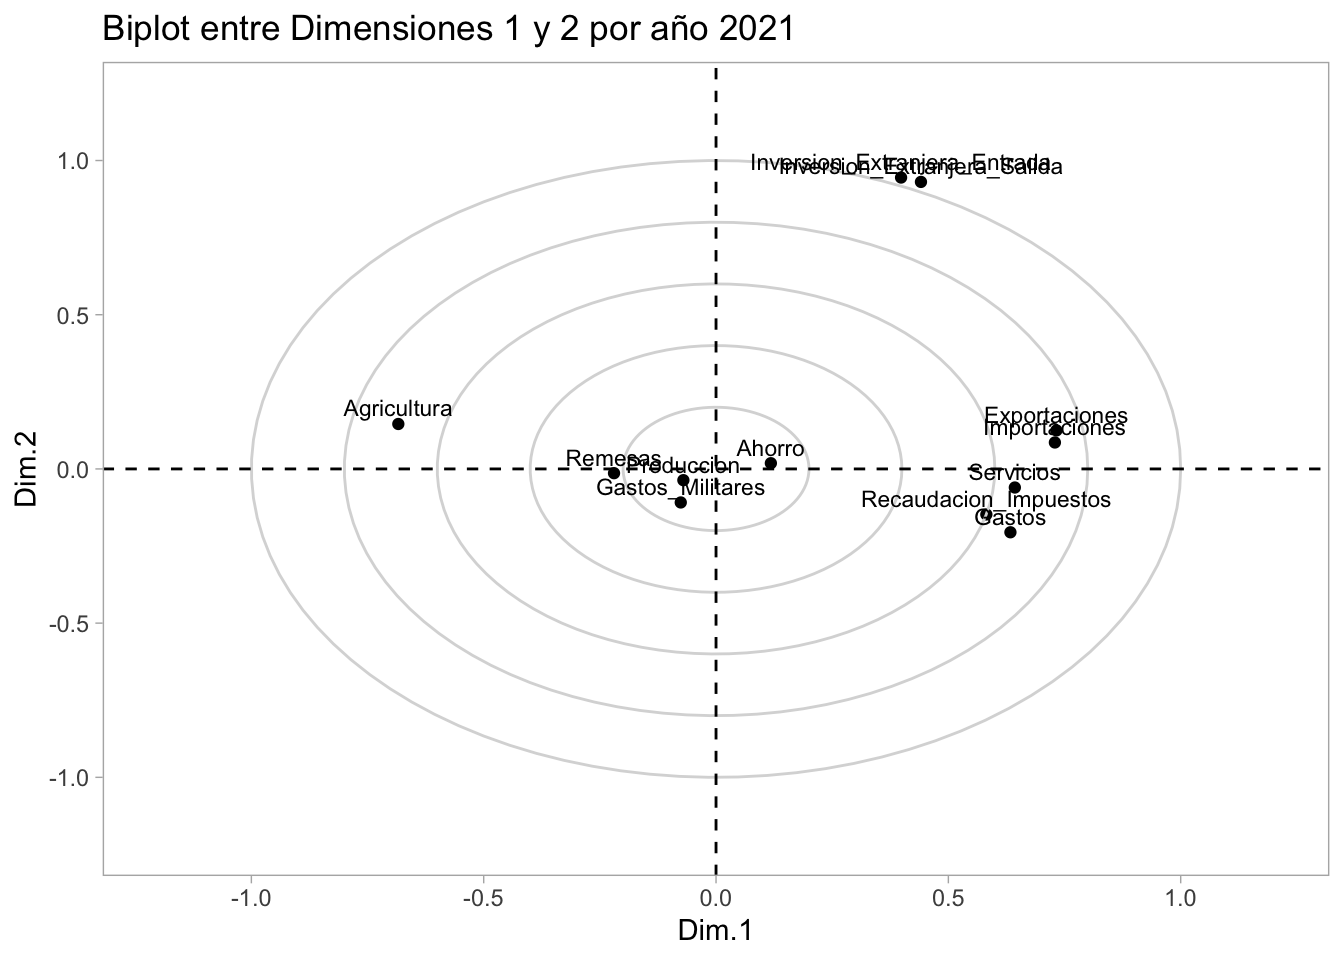 Biplot entre Dimensiones 1 y 2 por año 2021
Dim.2
1.0
0.5
0.0
-0.5
-1.0
Inversion_Extranjera_Entrada
Inversion_Extranjera_Salida
Agricultura
Exportaciones
Importaciones
Ahorro
Remesas
Produccion
Servicios
Gastos_Militares
Recaudacion_Impuestos
Gastos
-1.0
-0.5
0.0
0.5
1.0
Dim.1